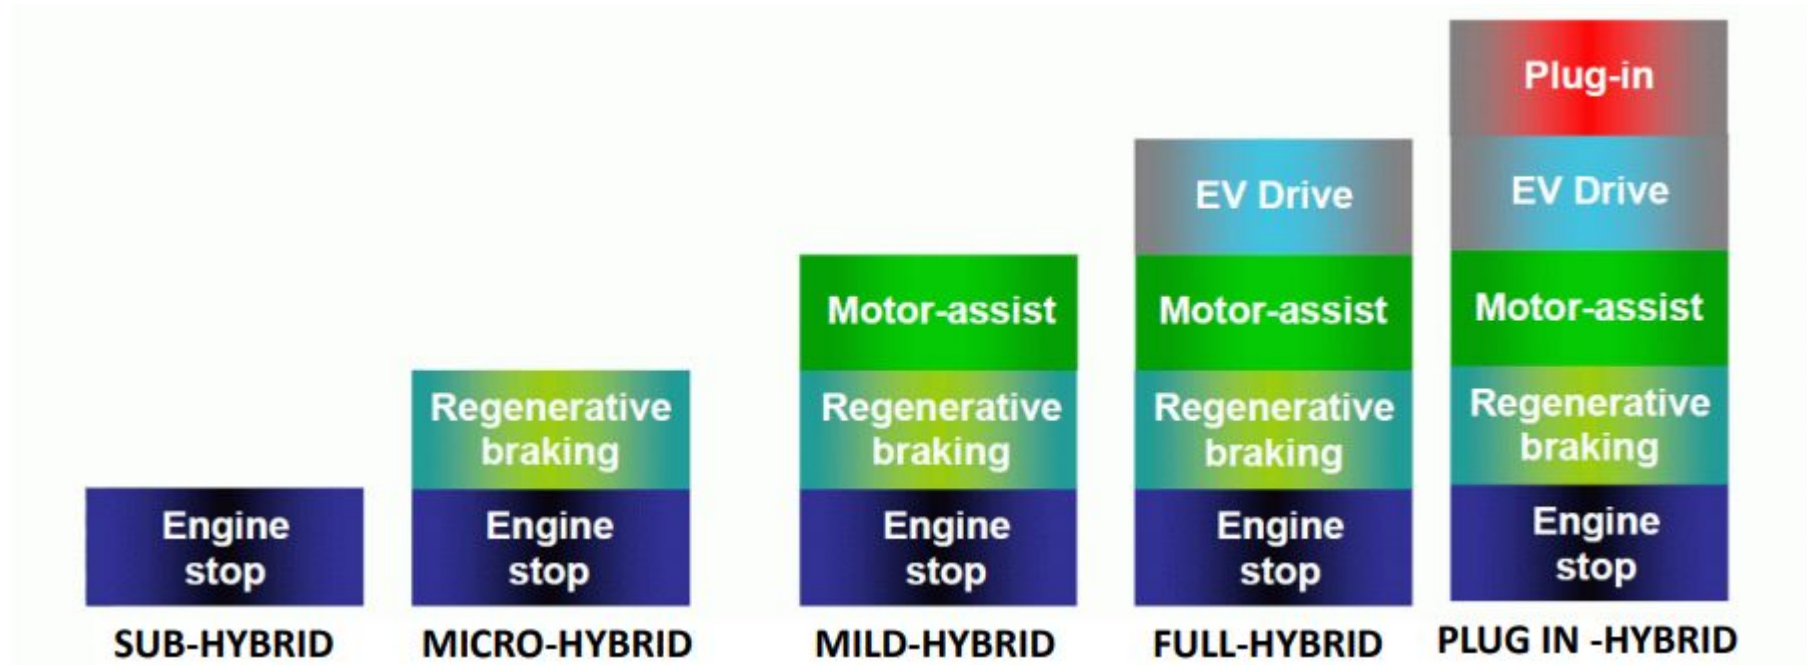 Engine
stop
SUB-HYBRID
Regenerative
braking
Engine
stop
MICRO-HYBRID
Motor-assist
Regenerative
braking
Engine
stop
MILD-HYBRID
EV Drive
Motor-assist
Regenerative
braking
Engine
stop
FULL-HYBRID
Plug-in
EV Drive
Motor-assist
Regenerative
braking
Engine
stop
PLUG IN -HYBRID